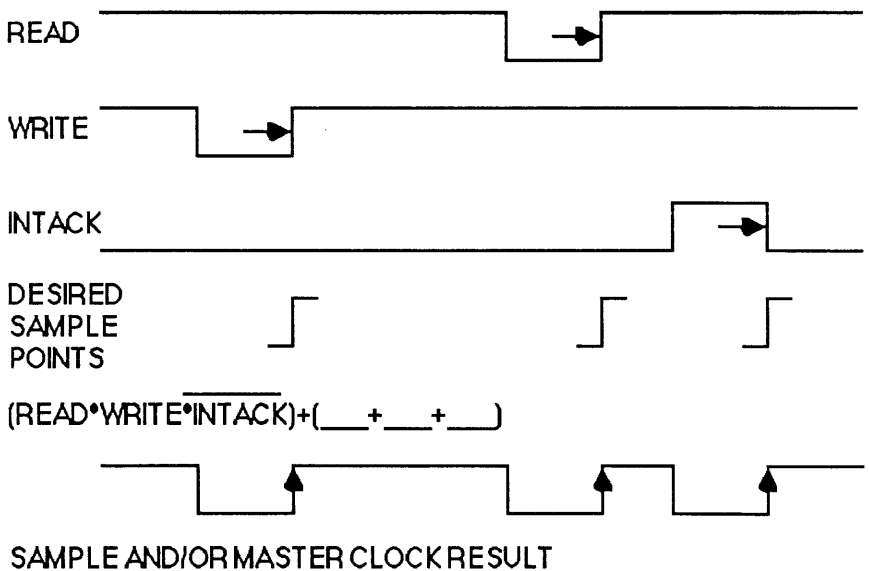 READ
WRITE
INTACK
DESIRED
SAMPLE
POINTS
(READ•WRITE•INTACK)+(___+___+___)
SAMPLE AND/OR MASTER CLOCK RESULT